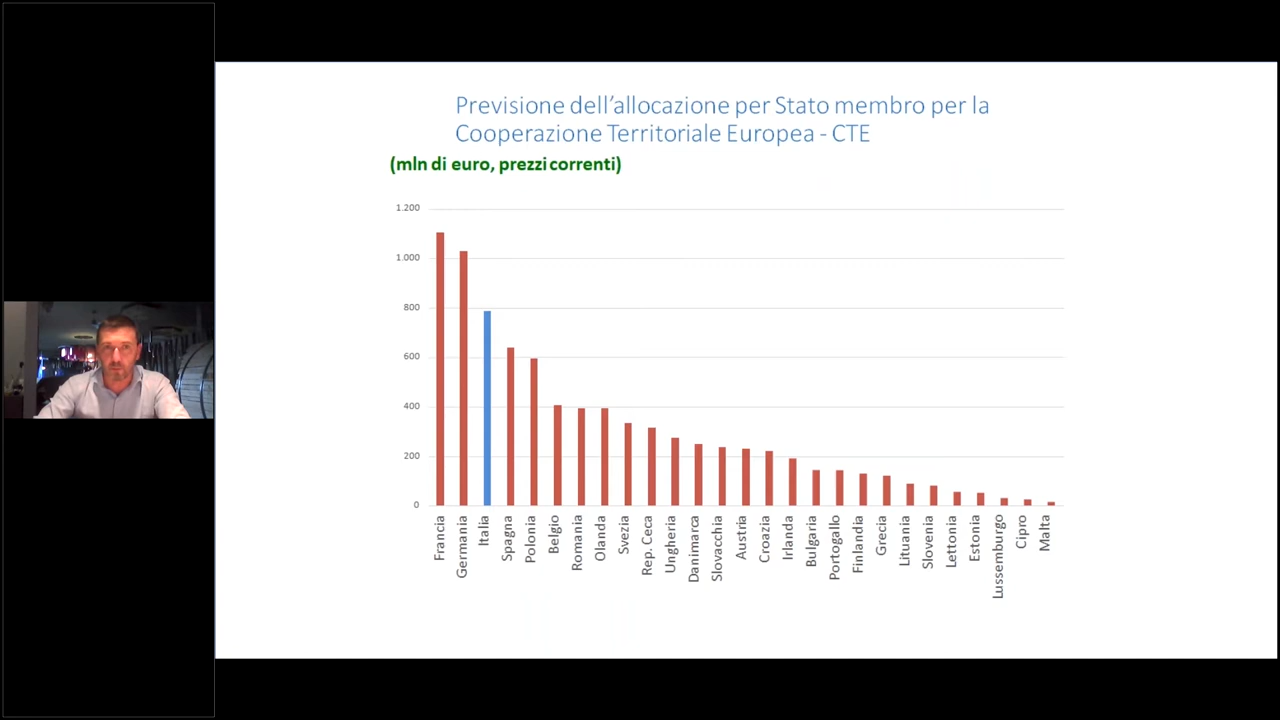 Previsione dell’allocazione per Stato membro per la
Cooperazione Territoriale Europea - CTE
(mln di euro, prezzi correnti)
1.200
1.000
800
600
400
200
0
Francia
Germania
Italia
Spagna
Polonia
Belgio
Romania
Olanda
Svezia
Rep. Ceca
Ungheria
Danimarca
Slovacchia
Austria
Croazia
Irlanda
Bulgaria
Portogallo
Finlandia
Grecia
Lituania
Slovenia
Lettonia
Estonia
Lussemburgo
Cipro
Malta